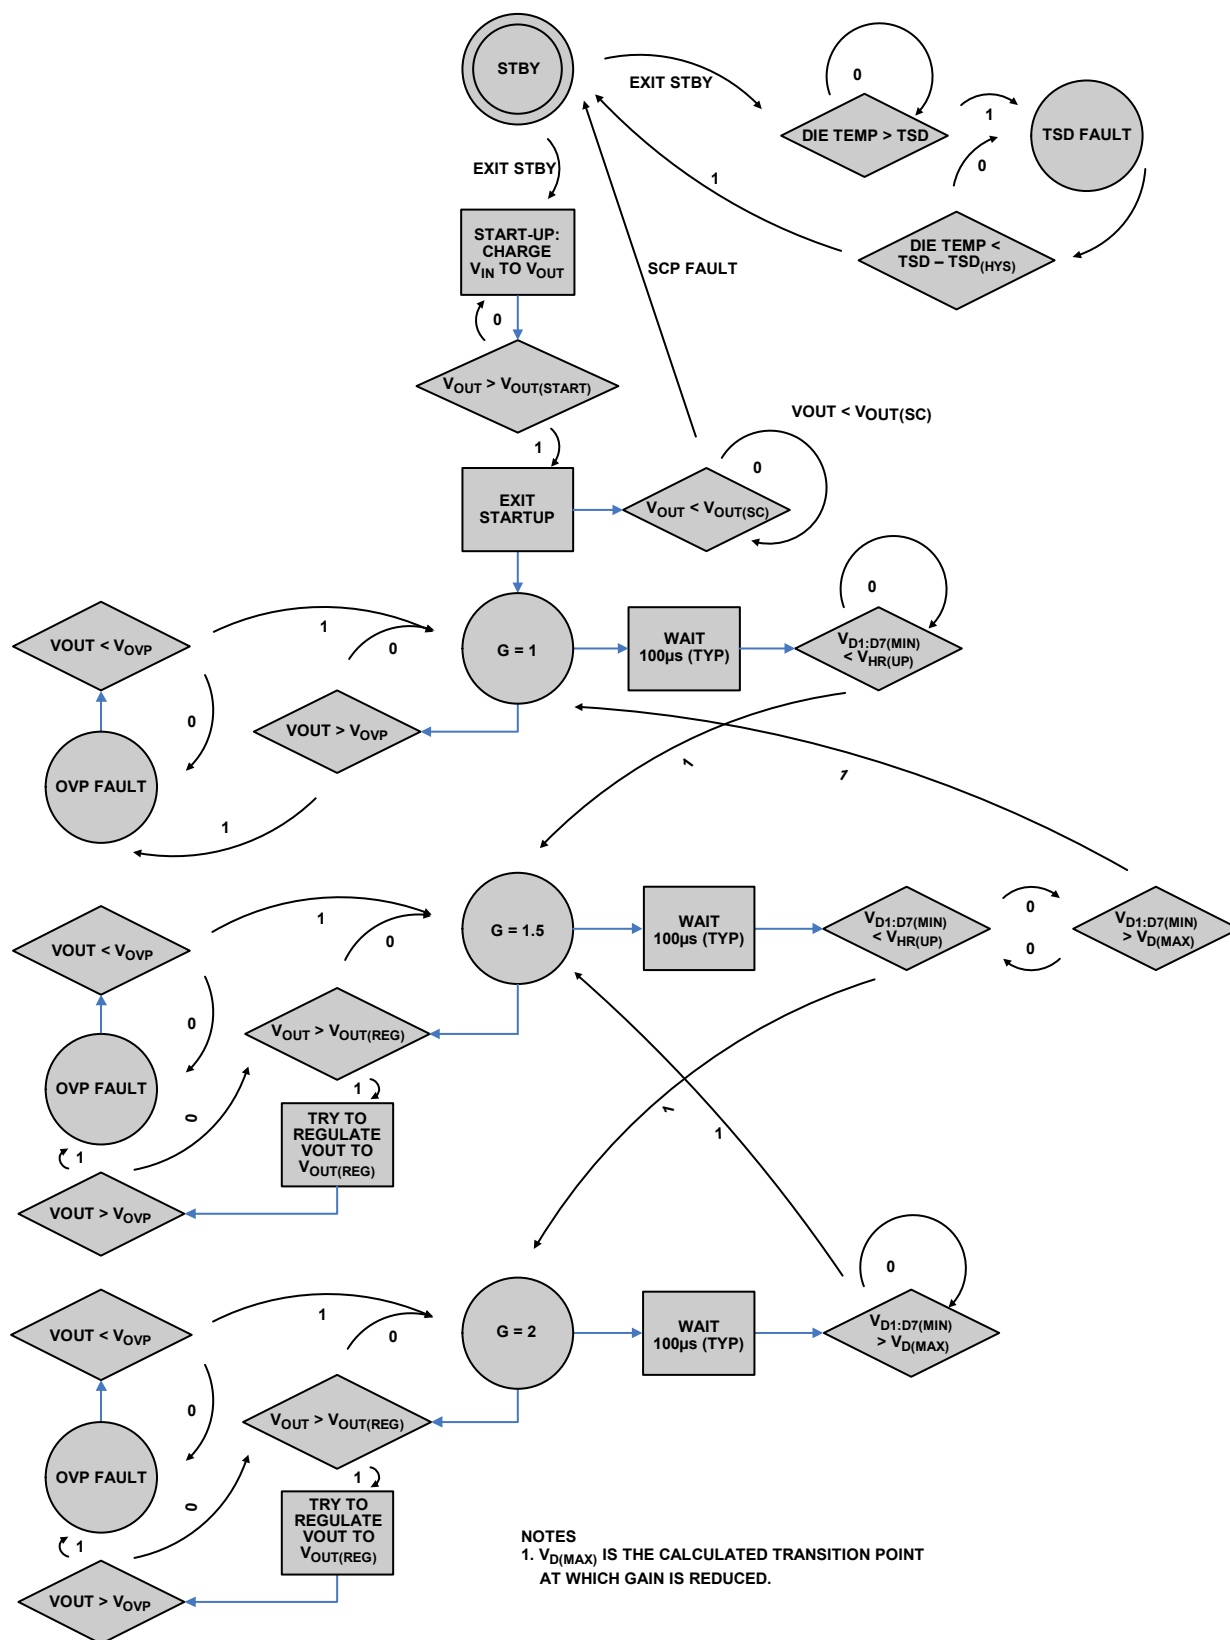 STBY
EXIT STBY
0
DIE TEMP > TSD
1
TSD FAULT
0
EXIT STBY
1
DIE TEMP <
TSD – TSD(HYS)
START-UP:
CHARGE
VIN TO VOUT
SCP FAULT
0
VOUT > VOUT(START)
1
VOUT < VOUT(SC)
0
EXIT
STARTUP
VOUT < VOUT(SC)
0
VOUT < VOVP
1
0
G = 1
WAIT
100µs (TYP)
VD1:D7(MIN)
< VHR(UP)
0
VOUT > VOVP
OVP FAULT
1
1
1
VOUT < VOVP
1
0
G = 1.5
WAIT
100µs (TYP)
VD1:D7(MIN)
< VHR(UP)
0
0
VD1:D7(MIN)
> VD(MAX)
0
VOUT > VOUT(REG)
OVP FAULT
1
0
TRY TO
REGULATE
VOUT TO
VOUT(REG)
1
1
1
VOUT > VOVP
0
VOUT < VOVP
1
0
G = 2
WAIT
100µs (TYP)
VD1:D7(MIN)
> VD(MAX)
0
VOUT > VOUT(REG)
OVP FAULT
1
0
TRY TO
REGULATE
VOUT TO
VOUT(REG)
1
VOUT > VOVP
NOTES
1. VD(MAX) IS THE CALCULATED TRANSITION POINT
AT WHICH GAIN IS REDUCED.